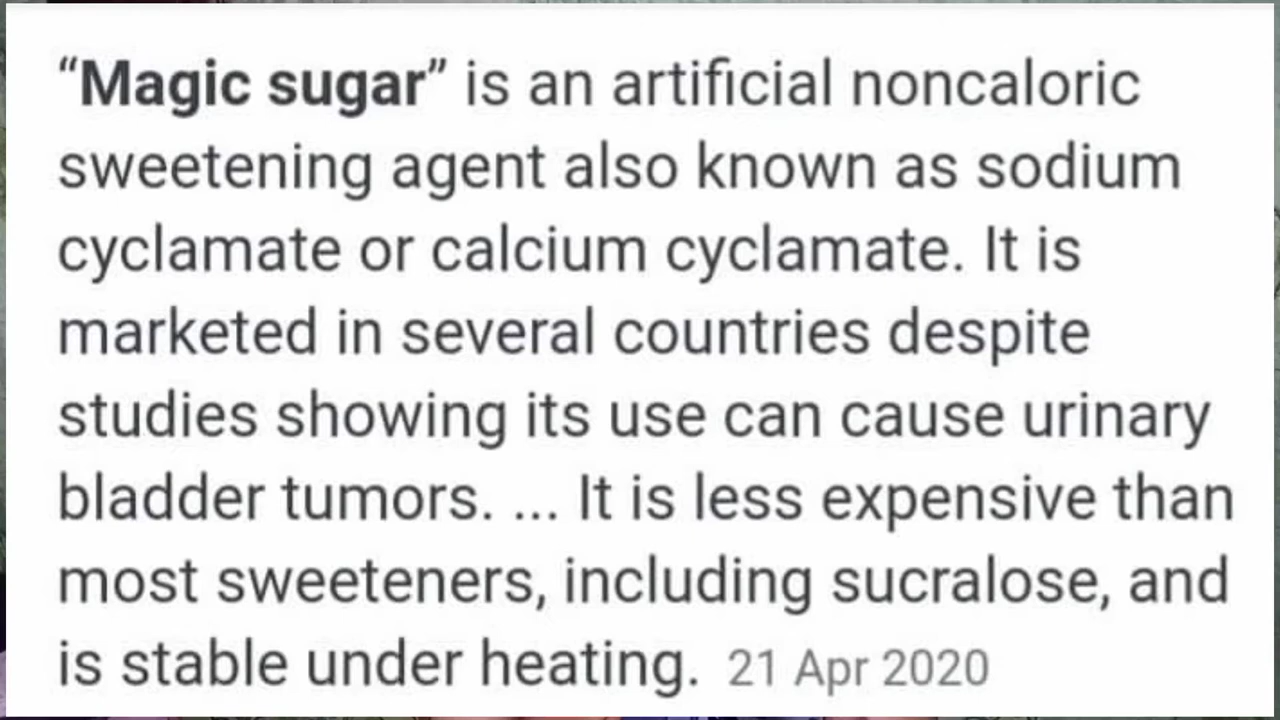 “Magic sugar” is an artificial noncaloric
sweetening agent also known as sodium
cyclamate or calcium cyclamate. It is
marketed in several countries despite
studies showing its use can cause urinary
bladder tumors. ... It is less expensive than
most sweeteners, including sucralose, and
is stable under heating. 21 Apr 2020